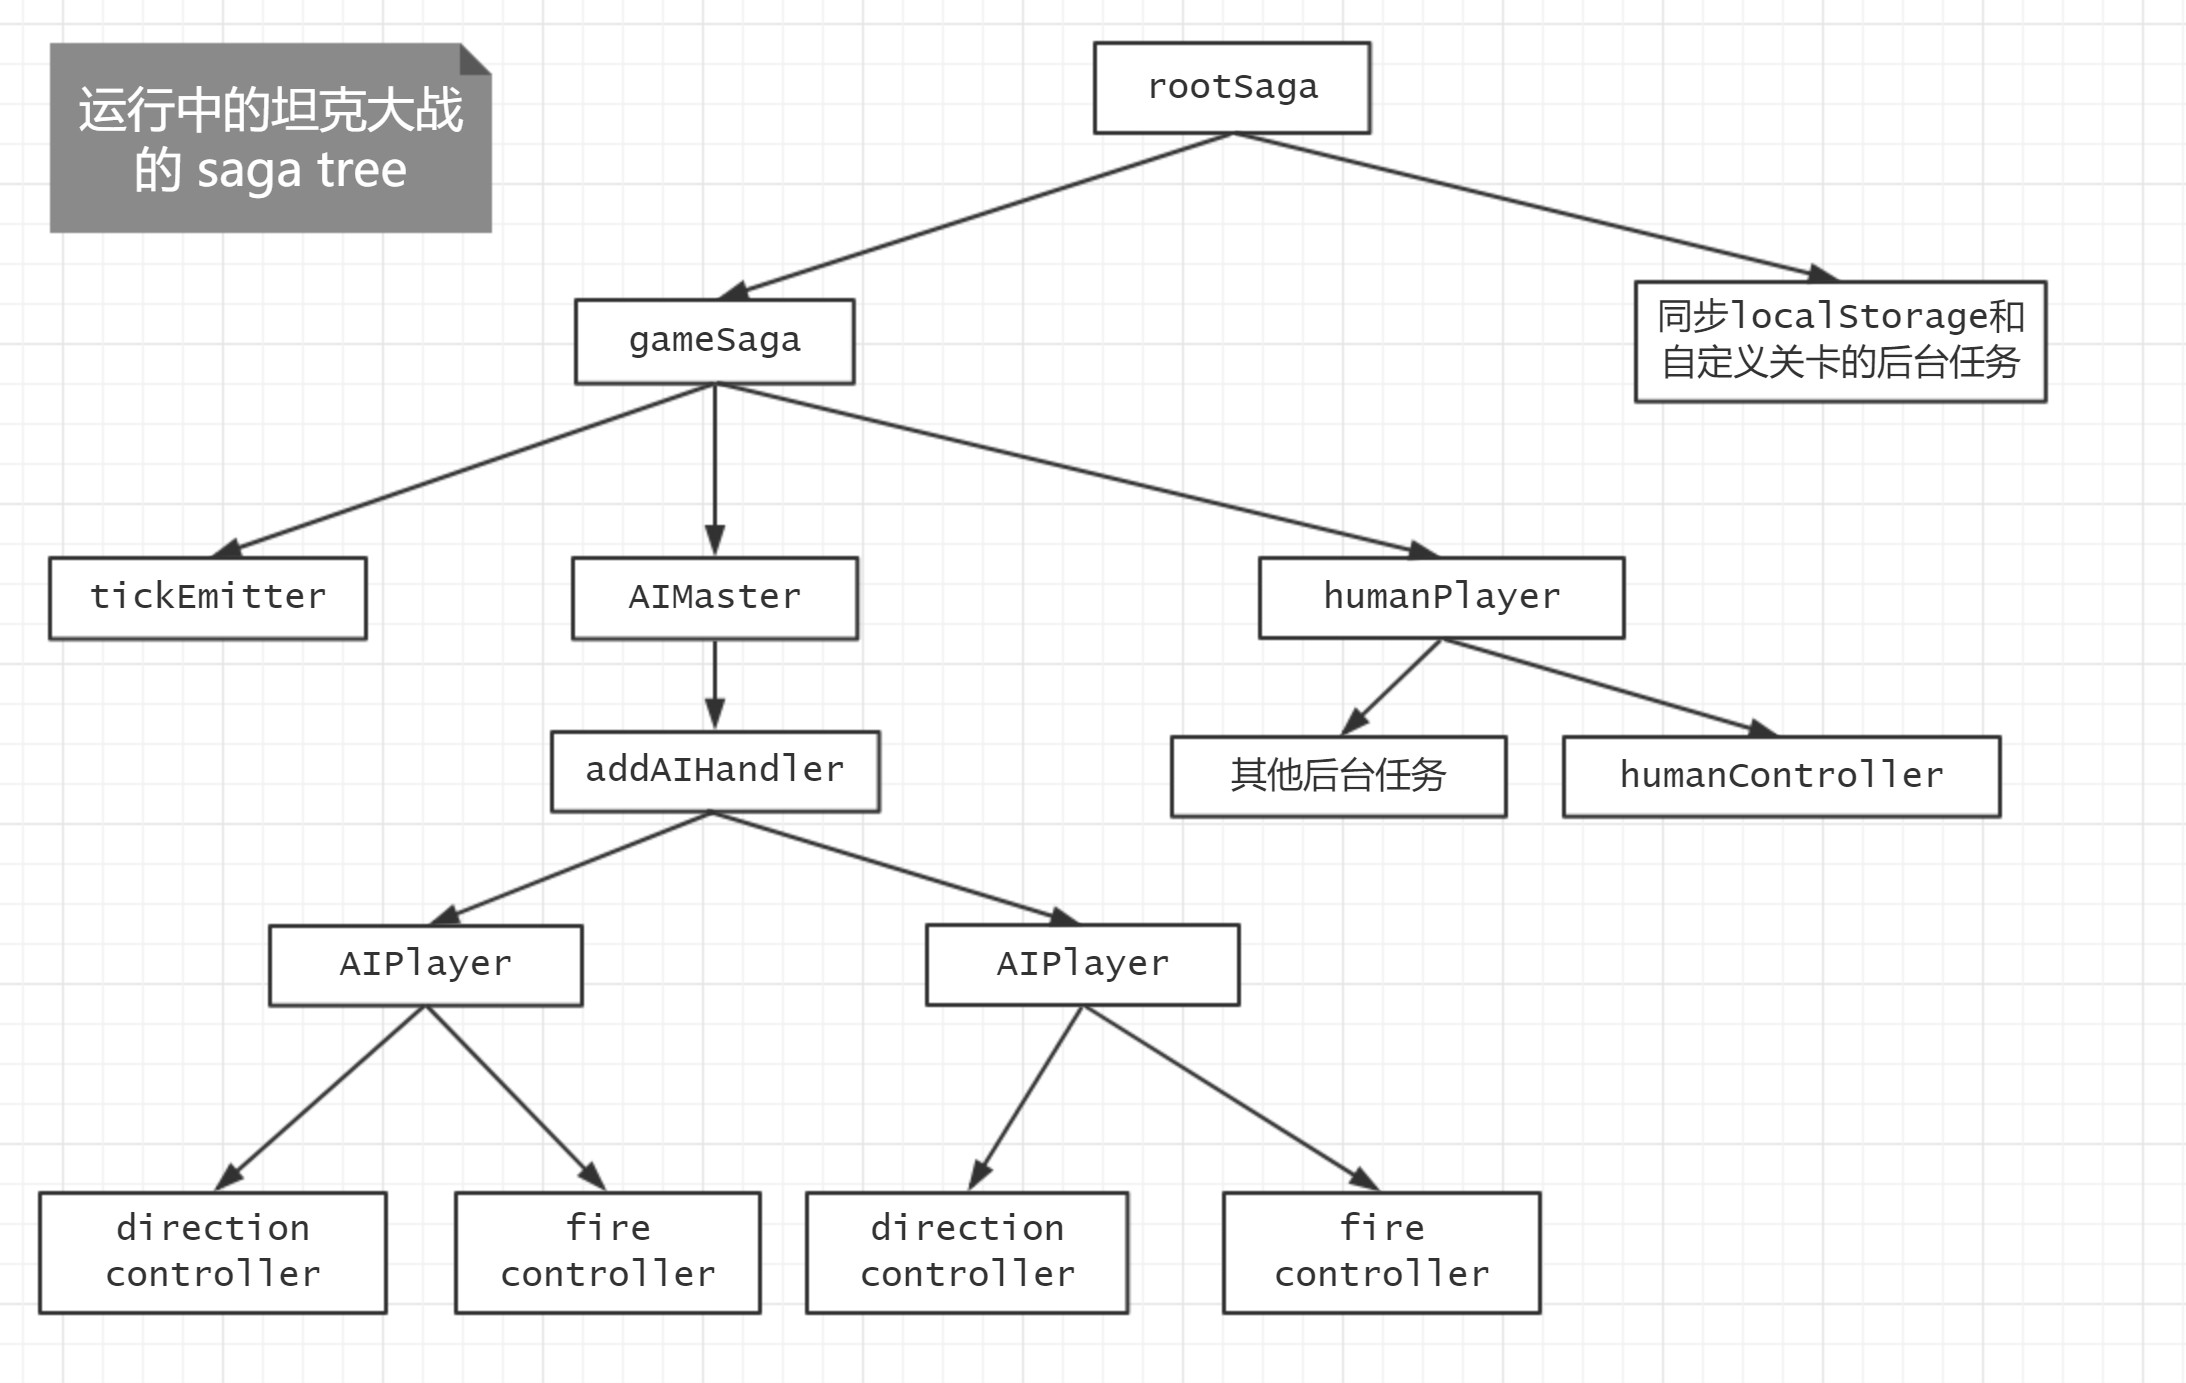 运行中的坦克大战
的 saga tree
rootSaga
gameSaga
同步localStorage和
自定义关卡的后台任务
tickEmitter
AIMaster
humanPlayer
addAIHandler
其他后台任务
humanController
AIPlayer
AIPlayer
direction
controller
fire
controller
direction
controller
fire
controller